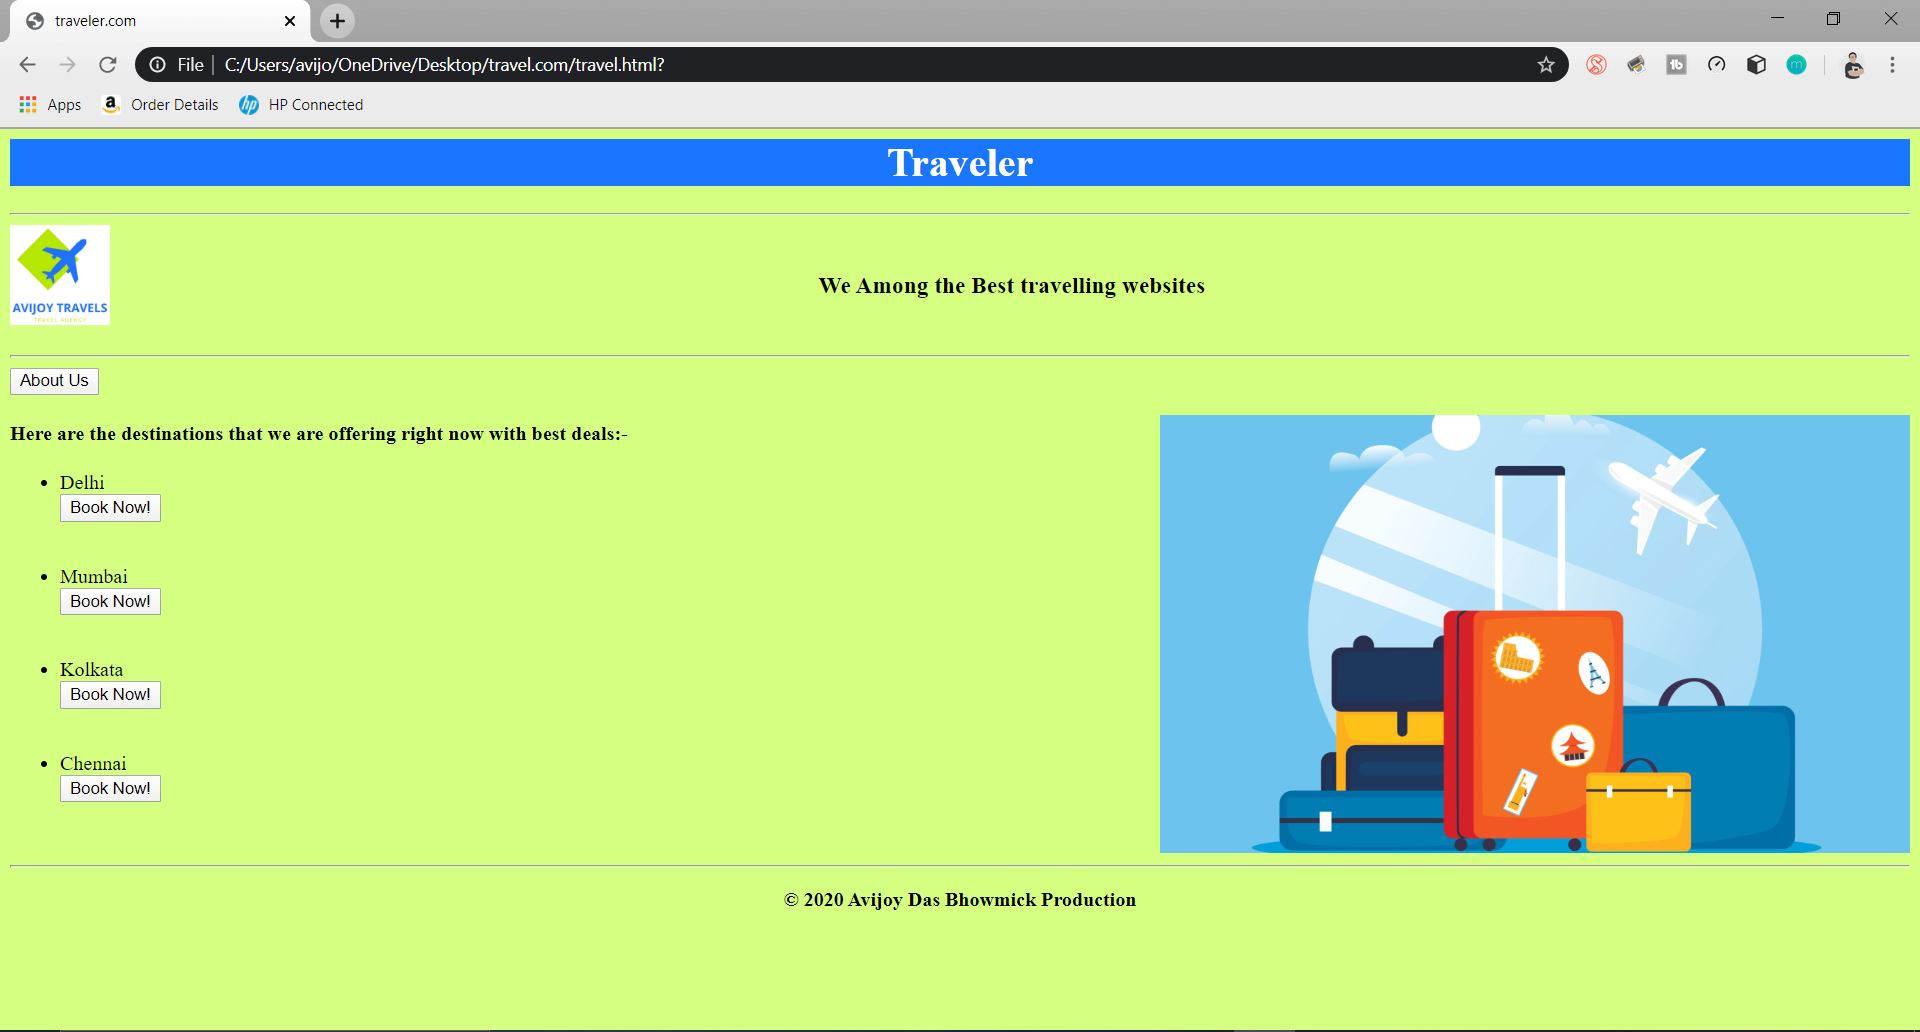 traveler.com
File | C:/Users/avijo/OneDrive/Desktop/travel.com/travel.html?
Apps Order Details HP Connected
Traveler
AVIJOY TRAVELS
TRAVEL AGENCY
We Among the Best travelling websites
About Us
Here are the destinations that we are offering right now with best deals:-
Delhi
Book Now!
Mumbai
Book Now!
Kolkata
Book Now!
Chennai
Book Now!
© 2020 Avijoy Das Bhowmick Production